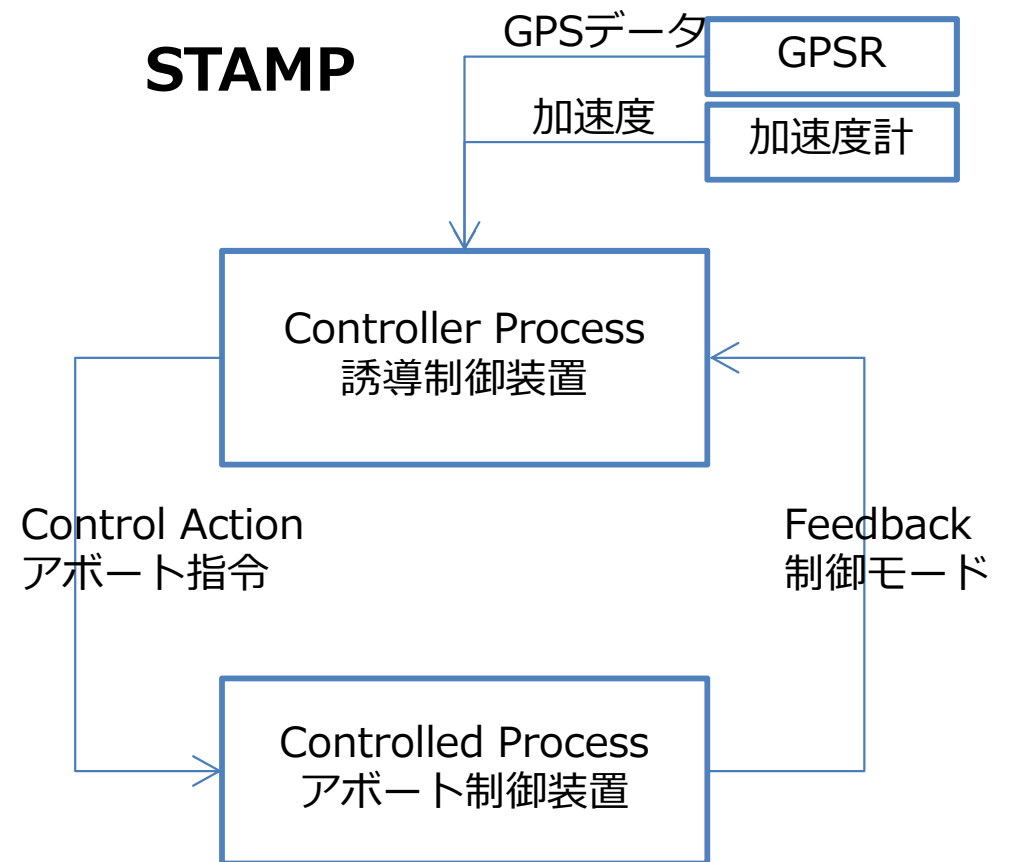 STAMP
GPSデータ
GPSR
加速度
加速度計
Controller Process
誘導制御装置
Control Action
アボート指令
Feedback
制御モード
Controlled Process
アボート制御装置